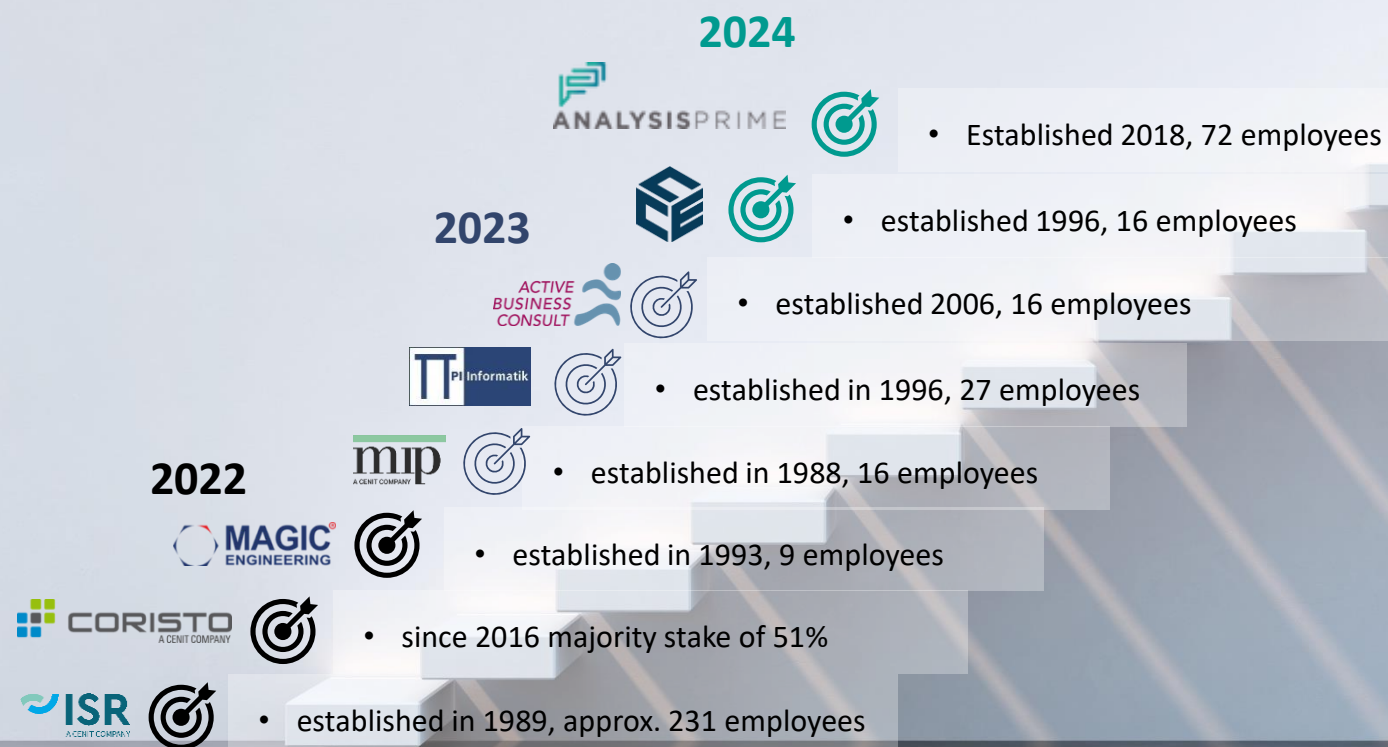 2024
ANALYSISPRIME
• Established 2018, 72 employees
CCE
• established 1996, 16 employees
2023
ACTIVE
BUSINESS
CONSULT
• established 2006, 16 employees
PI Informatik
• established in 1996, 27 employees
mip
A CENIT COMPANY
• established in 1988, 16 employees
2022
MAGIC®
ENGINEERING
• established in 1993, 9 employees
CORISTO
A CENIT COMPANY
• since 2016 majority stake of 51%
ISR
A CENIT COMPANY
• established in 1989, approx. 231 employees